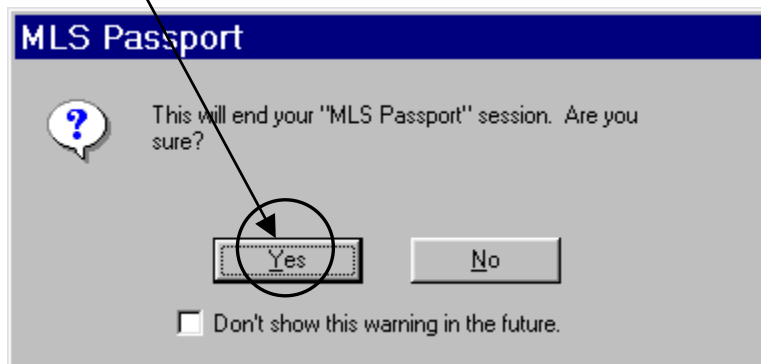 MLS Passport
This will end your "MLS Passport" session. Are you
sure?
Yes No
Don't show this warning in the future.